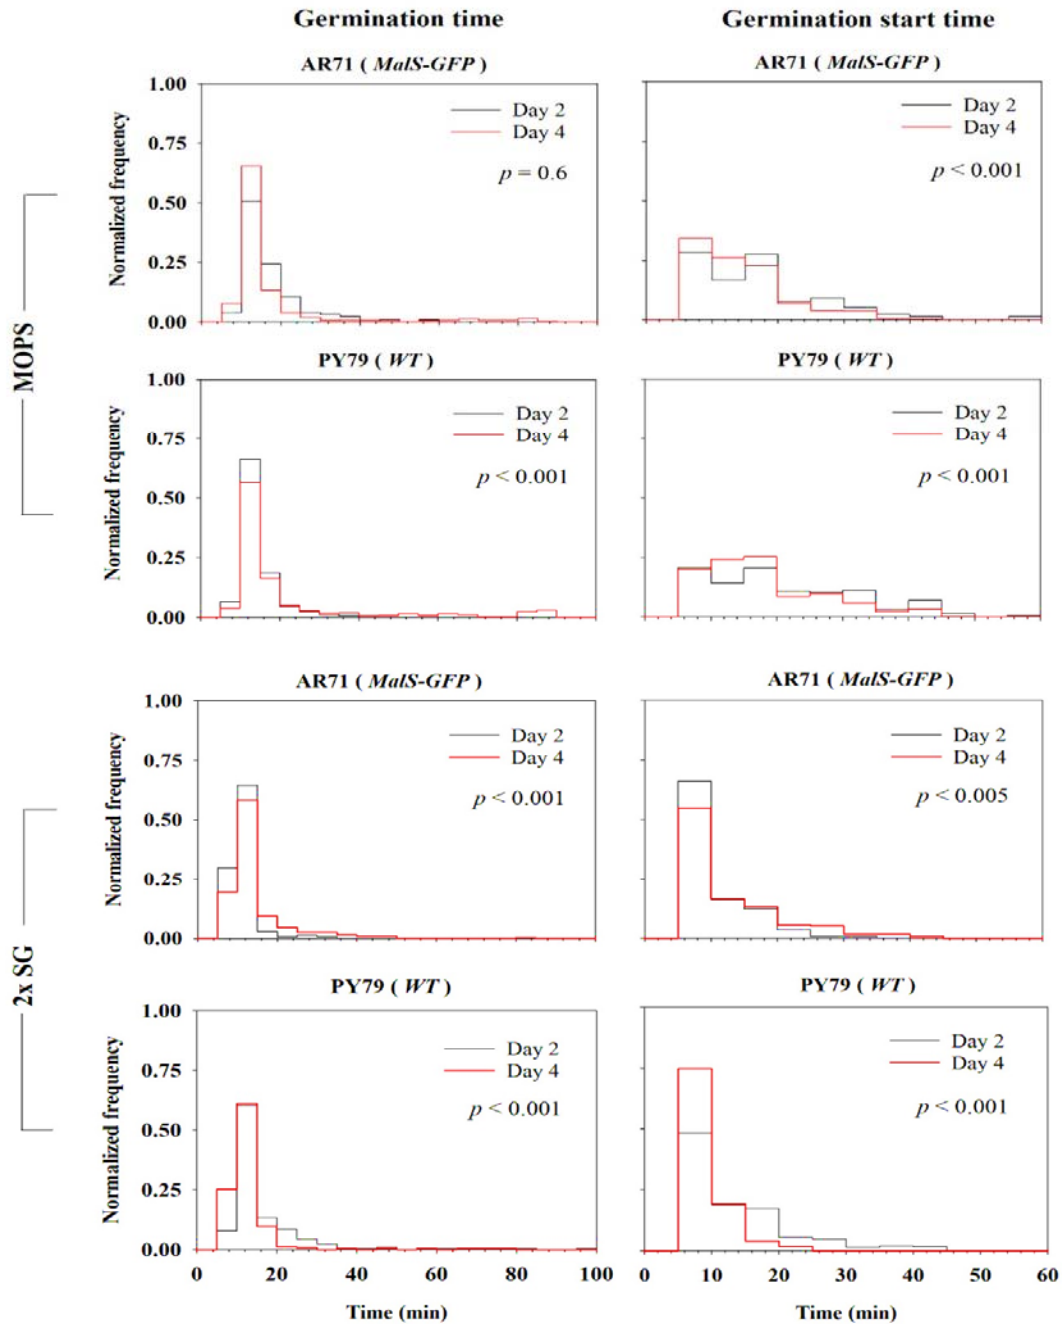 Germination time
Germination start time
AR71 ( MalS-GFP )
AR71 ( MalS-GFP )
1.00
0.75
0.50
0.25
0.00
Normalized frequency
Day 2
Day 4
p = 0.6
Day 2
Day 4
p < 0.001
MOPS
PY79 ( WT )
PY79 ( WT )
1.00
0.75
0.50
0.25
0.00
Normalized frequency
Day 2
Day 4
p < 0.001
Day 2
Day 4
p < 0.001
AR71 ( MalS-GFP )
AR71 ( MalS-GFP )
1.00
0.75
0.50
0.25
0.00
Normalized frequency
Day 2
Day 4
p < 0.001
Day 2
Day 4
p < 0.005
2x SG
PY79 ( WT )
PY79 ( WT )
1.00
0.75
0.50
0.25
0.00
Normalized frequency
Day 2
Day 4
p < 0.001
Day 2
Day 4
p < 0.001
0 20 40 60 80 100
0 10 20 30 40 50 60
Time (min)
Time (min)